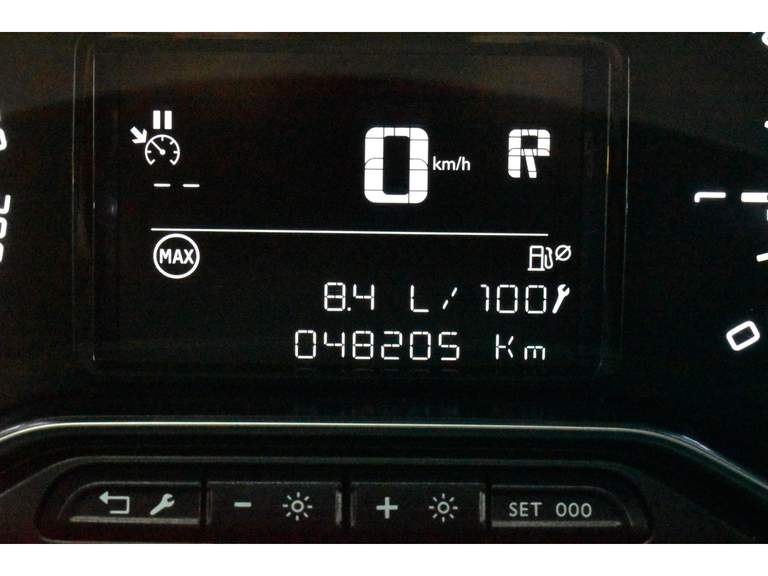 0 km/h R
--
MAX
8.4 L/100
048205 Km
- + SET 000